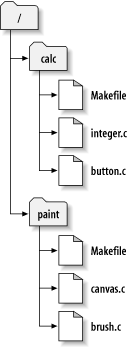 /
calc
Makefile
integer.c
button.c
paint
Makefile
canvas.c
brush.c